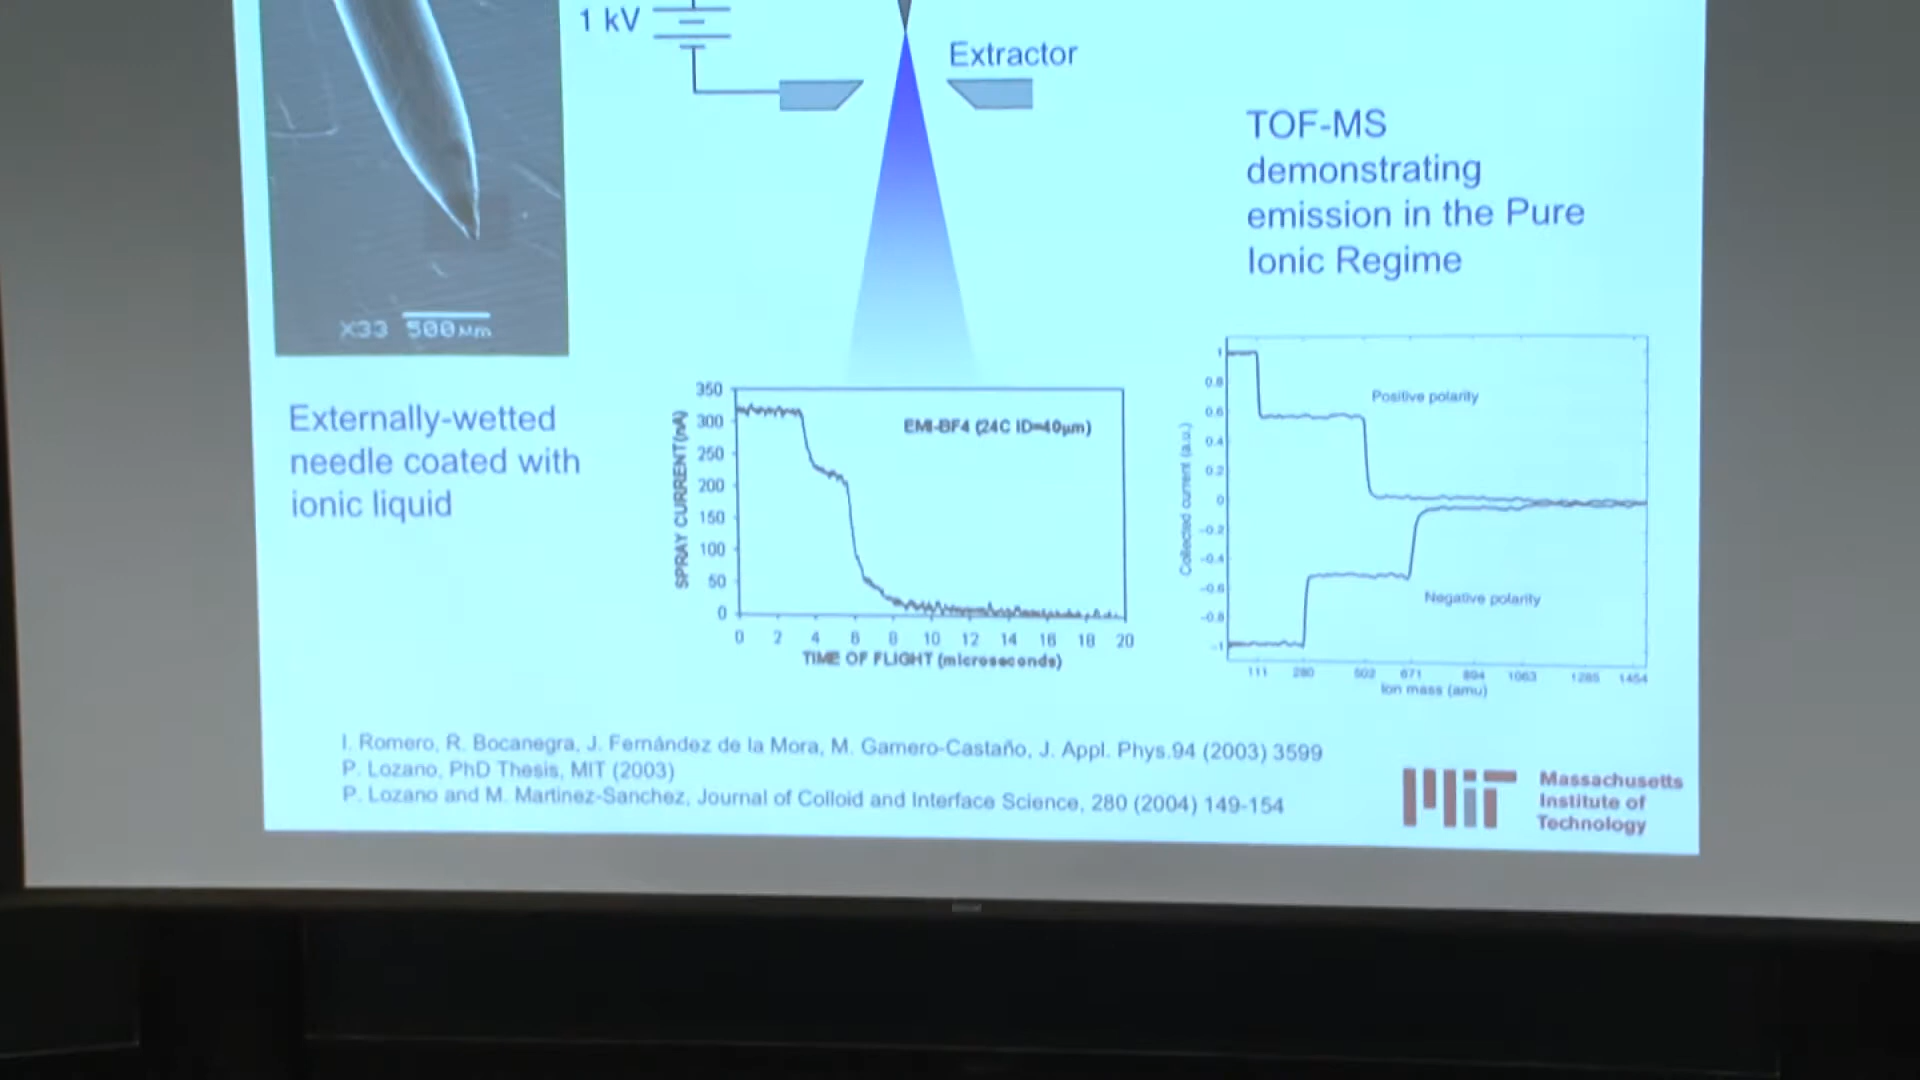 1 kV
Extractor
TOF-MS
demonstrating
emission in the Pure
Ionic Regime
X33 500µm
Externally-wetted
needle coated with
ionic liquid
350
300
250
200
150
100
50
0
SPRAY CURRENT(nA)
EMI-BF4 (24C ID=40µm)
0 2 4 6 8 10 12 14 16 18 20
TIME OF FLIGHT (microseconds)
1
0.8
0.6
0.4
0.2
0
-0.2
-0.4
-0.6
-0.8
-1
Collected current (a.u.)
Positive polarity
Negative polarity
111 280 502 671 894 1063 1285 1454
Ion mass (amu)
I. Romero, R. Bocanegra, J. Fernández de la Mora, M. Gamero-Castaño, J. Appl. Phys.94 (2003) 3599
P. Lozano, PhD Thesis, MIT (2003)
P. Lozano and M. Martinez-Sanchez, Journal of Colloid and Interface Science, 280 (2004) 149-154
Massachusetts
Institute of
Technology